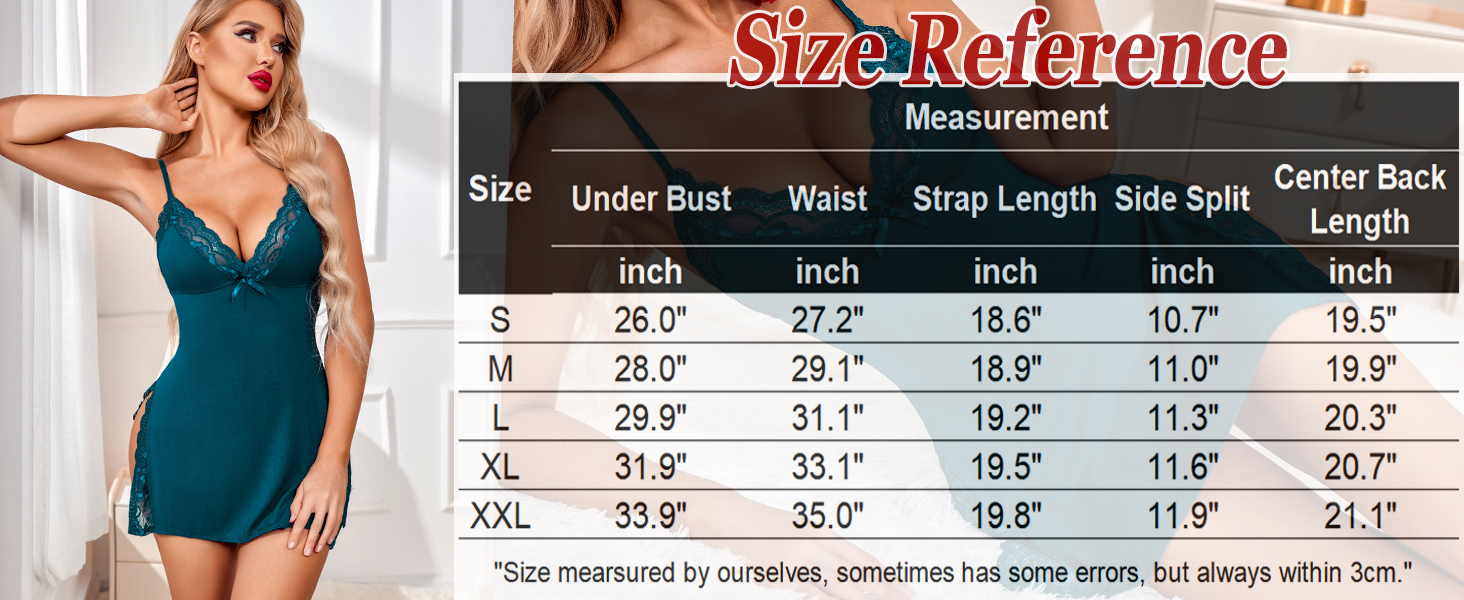 Size Reference
Measurement
Size Under Bust Waist Strap Length Side Split Center Back Length
inch inch inch inch inch
S 26.0" 27.2" 18.6" 10.7" 19.5"
M 28.0" 29.1" 18.9" 11.0" 19.9"
L 29.9" 31.1" 19.2" 11.3" 20.3"
XL 31.9" 33.1" 19.5" 11.6" 20.7"
XXL 33.9" 35.0" 19.8" 11.9" 21.1"
"Size mearsured by ourselves, sometimes has some errors, but always within 3cm."